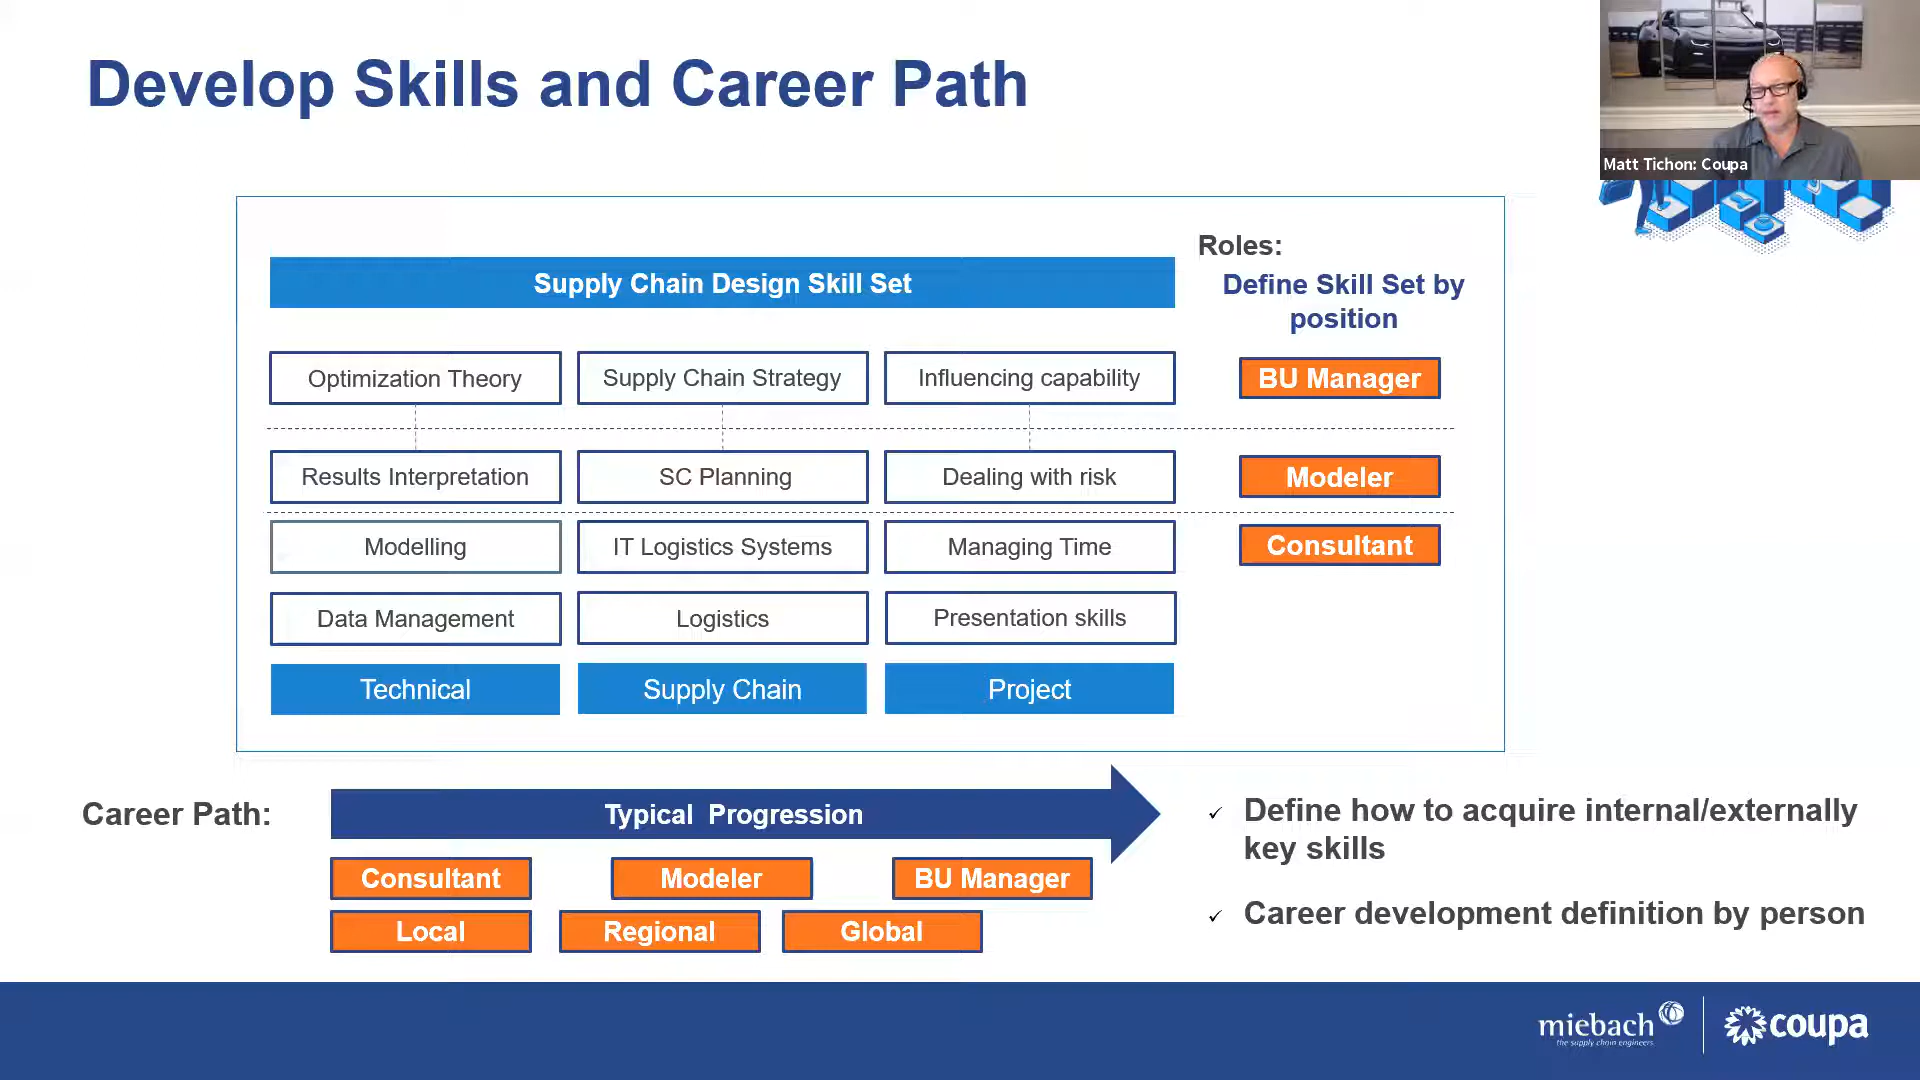 Develop Skills and Career Path
Matt Tichon: Coupa
Roles:
Supply Chain Design Skill Set
Define Skill Set by
position
Optimization Theory
Supply Chain Strategy
Influencing capability
BU Manager
Results Interpretation
SC Planning
Dealing with risk
Modeler
Modelling
IT Logistics Systems
Managing Time
Consultant
Data Management
Logistics
Presentation skills
Technical
Supply Chain
Project
Career Path:
Typical Progression
Consultant
Modeler
BU Manager
Local
Regional
Global
✓ Define how to acquire internal/externally
key skills
✓ Career development definition by person
miebach
the supply chain engineers
coupa